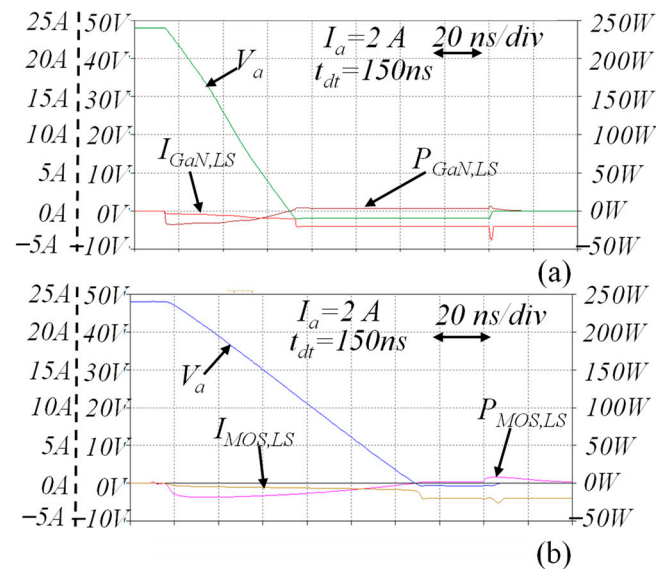 25A 50V I_a=2 A 20 ns/div 250W
20A 40V V_a t_dt=150ns 200W
15A 30V 150W
10A 20V 100W
I_GaN,LS P_GaN,LS
5A 10V 50W
0A 0V 0W
−5A −10V −50W
(a)
25A 50V I_a=2 A 20 ns/div 250W
20A 40V t_dt=150ns 200W
15A 30V V_a 150W
10A 20V 100W
I_MOS,LS P_MOS,LS
5A 10V 50W
0A 0V 0W
−5A −10V −50W
(b)